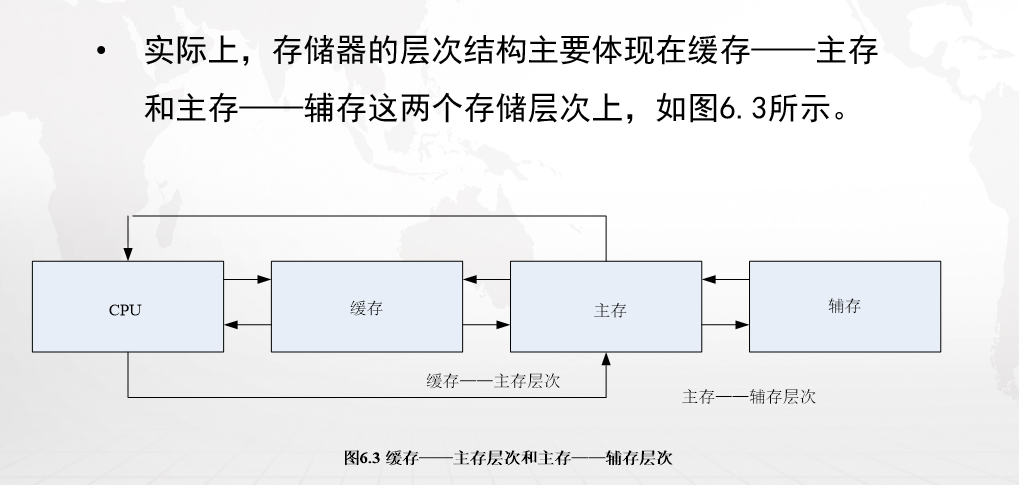 • 实际上，存储器的层次结构主要体现在缓存——主存
和主存——辅存这两个存储层次上，如图6.3所示。
CPU
缓存
主存
辅存
缓存——主存层次
主存——辅存层次
图6.3 缓存——主存层次和主存——辅存层次